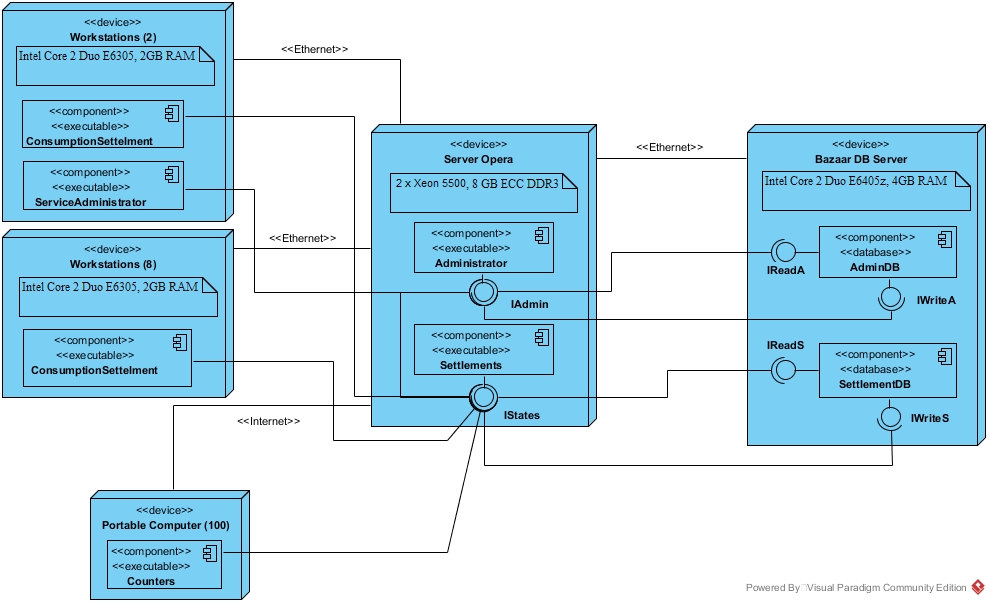 <<device>>
Workstations (2)
Intel Core 2 Duo E6305, 2GB RAM
<<component>>
<<executable>>
ConsumptionSettelment
<<component>>
<<executable>>
ServiceAdministrator
<<Ethernet>>
<<device>>
Workstations (8)
Intel Core 2 Duo E6305, 2GB RAM
<<component>>
<<executable>>
ConsumptionSettelment
<<Ethernet>>
<<Internet>>
<<device>>
Portable Computer (100)
<<component>>
<<executable>>
Counters
<<device>>
Server Opera
2 x Xeon 5500, 8 GB ECC DDR3
<<component>>
<<executable>>
Administrator
IAdmin
<<component>>
<<executable>>
Settlements
IStates
<<Ethernet>>
<<device>>
Bazaar DB Server
Intel Core 2 Duo E6405z, 4GB RAM
<<component>>
<<database>>
AdminDB
IReadA
IWriteA
IReadS
<<component>>
<<database>>
SettlementDB
IWriteS
Powered By Visual Paradigm Community Edition